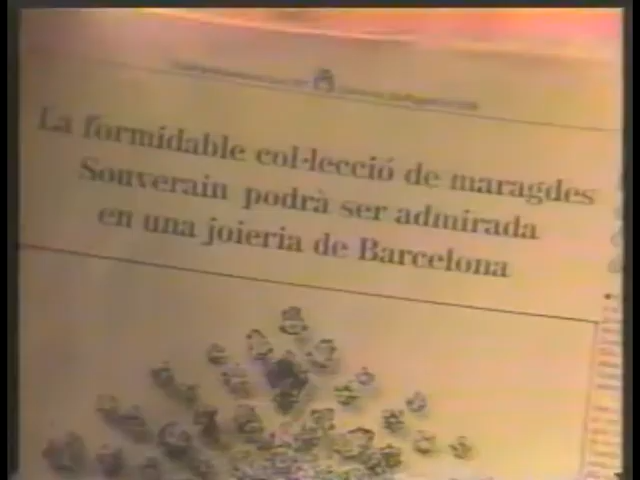 La formidable col·lecció de maragdes
Souverain podrà ser admirada
en una joieria de Barcelona